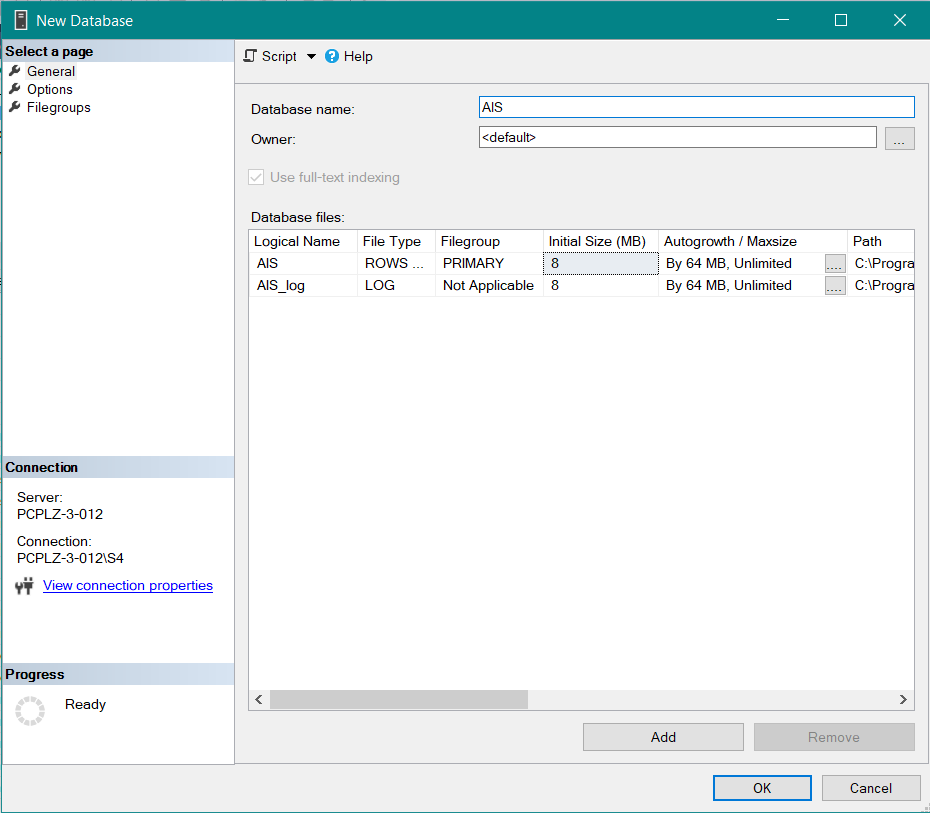 New Database
Select a page
General
Options
Filegroups
Script
Help
Database name:
AIS
Owner:
<default>
...
Use full-text indexing
Database files:
Logical Name File Type Filegroup Initial Size (MB) Autogrowth / Maxsize Path
AIS ROWS ... PRIMARY 8 By 64 MB, Unlimited .... C:\Progra
AIS_log LOG Not Applicable 8 By 64 MB, Unlimited .... C:\Progra
Connection
Server:
PCPLZ-3-012
Connection:
PCPLZ-3-012\S4
View connection properties
Progress
Ready
Add Remove
OK Cancel